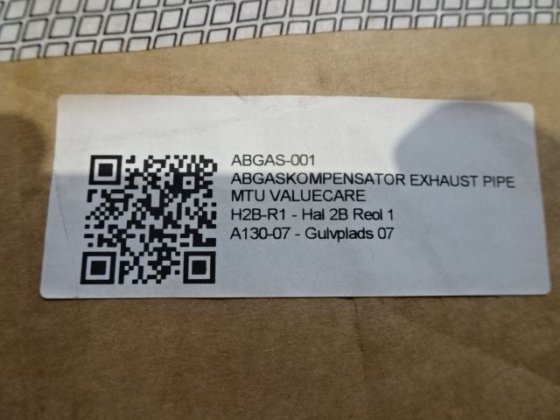 ABGAS-001
ABGASKOMPENSATOR EXHAUST PIPE
MTU VALUECARE
H2B-R1 - Hal 2B Reol 1
A130-07 - Gulvplads 07